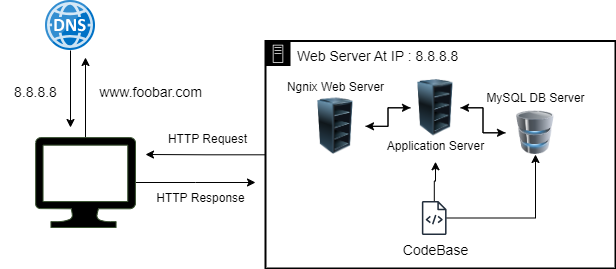 DNS
8.8.8.8
www.foobar.com
Web Server At IP : 8.8.8.8
Ngnix Web Server
MySQL DB Server
Application Server
HTTP Request
HTTP Response
CodeBase